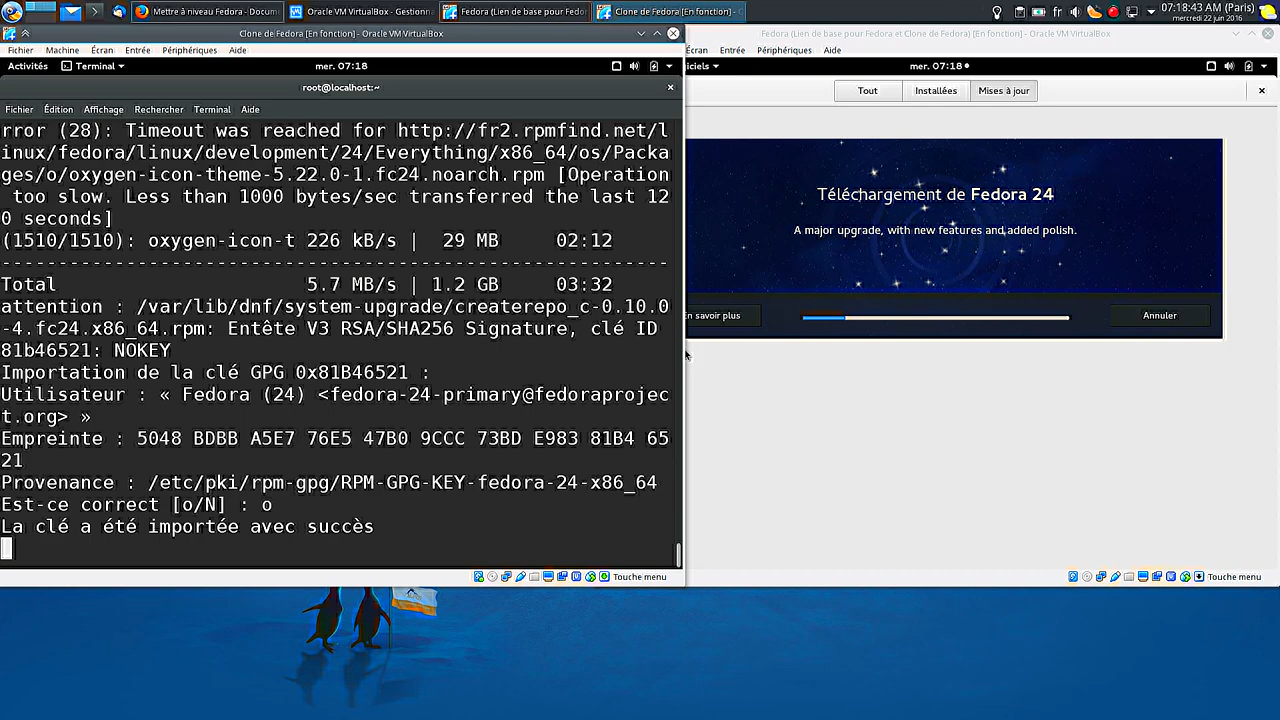 Mettre à niveau Fedora - Docum
Oracle VM VirtualBox - Gestionn
Fedora (Lien de base pour Fedor
Clone de Fedora [En fonction] - O
fr
07:18:43 AM (Paris)
mercredi 22 juin 2016
Clone de Fedora [En fonction] - Oracle VM VirtualBox
Fichier Machine Écran Entrée Périphériques Aide
Activités Terminal mer. 07:18
root@localhost:~
Fichier Édition Affichage Rechercher Terminal Aide
rror (28): Timeout was reached for http://fr2.rpmfind.net/l
inux/fedora/linux/development/24/Everything/x86_64/os/Packa
ges/o/oxygen-icon-theme-5.22.0-1.fc24.noarch.rpm [Operation
too slow. Less than 1000 bytes/sec transferred the last 12
0 seconds]
(1510/1510): oxygen-icon-t 226 kB/s | 29 MB 02:12
--------------------------------------------------------------------------------
Total 5.7 MB/s | 1.2 GB 03:32
attention : /var/lib/dnf/system-upgrade/createrepo_c-0.10.0
-4.fc24.x86_64.rpm: Entête V3 RSA/SHA256 Signature, clé ID
81b46521: NOKEY
Importation de la clé GPG 0x81B46521 :
Utilisateur : « Fedora (24) <fedora-24-primary@fedoraprojec
t.org> »
Empreinte : 5048 BDBB A5E7 76E5 47B0 9CCC 73BD E983 81B4 65
21
Provenance : /etc/pki/rpm-gpg/RPM-GPG-KEY-fedora-24-x86_64
Est-ce correct [o/N] : o
La clé a été importée avec succès
Touche menu
Fedora (Lien de base pour Fedora et Clone de Fedora) [En fonction] - Oracle VM VirtualBox
Écran Entrée Périphériques Aide
iciels mer. 07:18
Tout Installées Mises à jour
Téléchargement de Fedora 24
A major upgrade, with new features and added polish.
En savoir plus Annuler
Touche menu